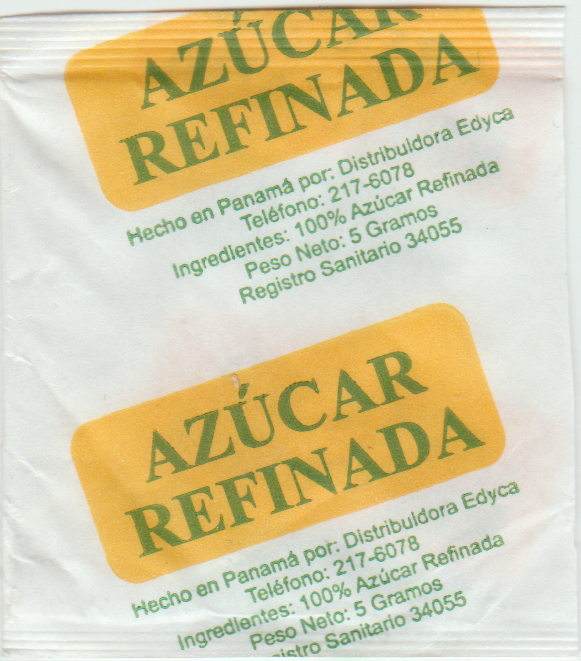 AZÚCAR
REFINADA
Hecho en Panamá por: Distribuidora Edyca
Teléfono: 217-6078
Ingredientes: 100% Azúcar Refinada
Peso Neto: 5 Gramos
Registro Sanitario 34055
AZÚCAR
REFINADA
Hecho en Panamá por: Distribuidora Edyca
Teléfono: 217-6078
Ingredientes: 100% Azúcar Refinada
Peso Neto: 5 Gramos
istro Sanitario 34055